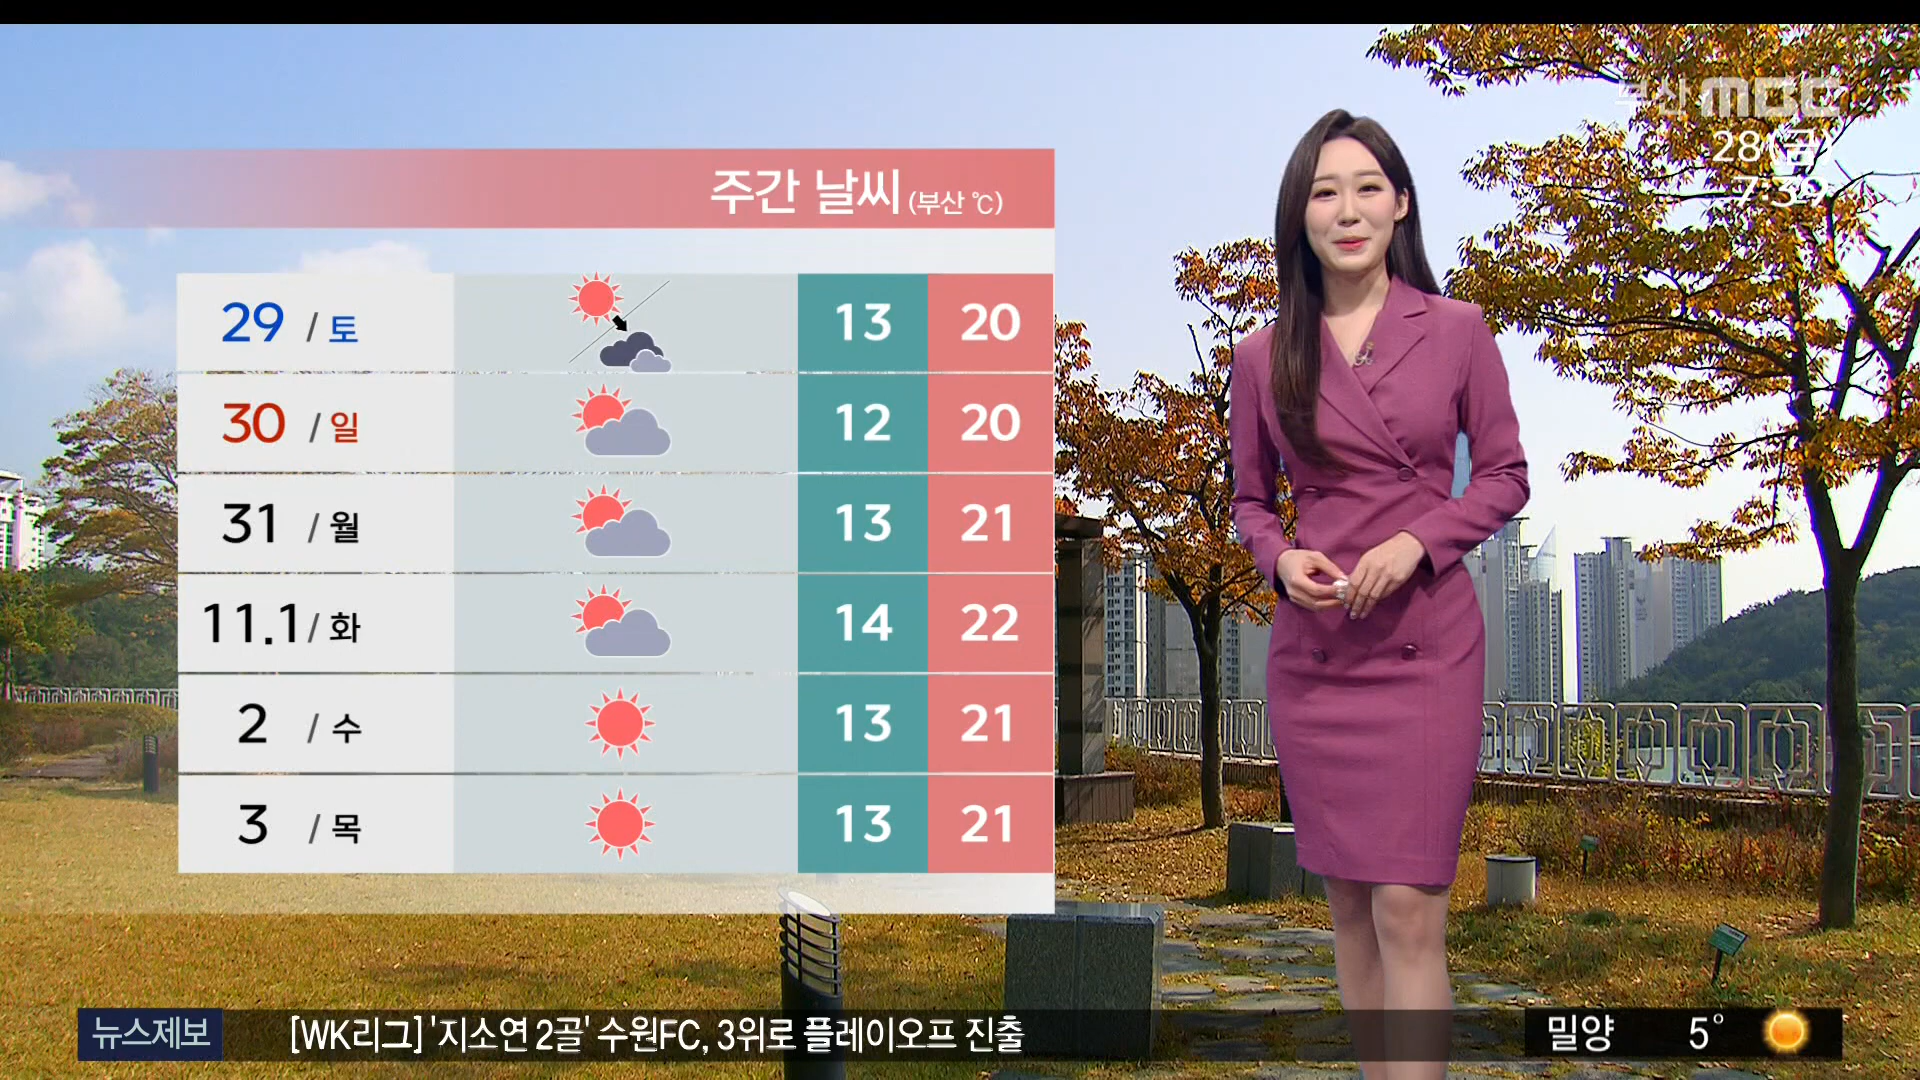 부산 MBC
28(금)
7:39
주간 날씨 (부산 ℃)
29 / 토 13 20
30 / 일 12 20
31 / 월 13 21
11.1 / 화 14 22
2 / 수 13 21
3 / 목 13 21
뉴스제보 [WK리그] '지소연 2골' 수원FC, 3위로 플레이오프 진출
밀양 5°